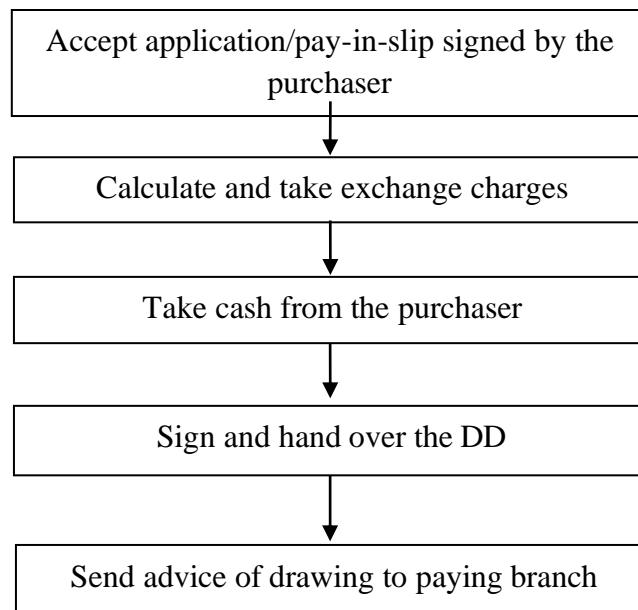 Accept application/pay-in-slip signed by the
purchaser
Calculate and take exchange charges
Take cash from the purchaser
Sign and hand over the DD
Send advice of drawing to paying branch